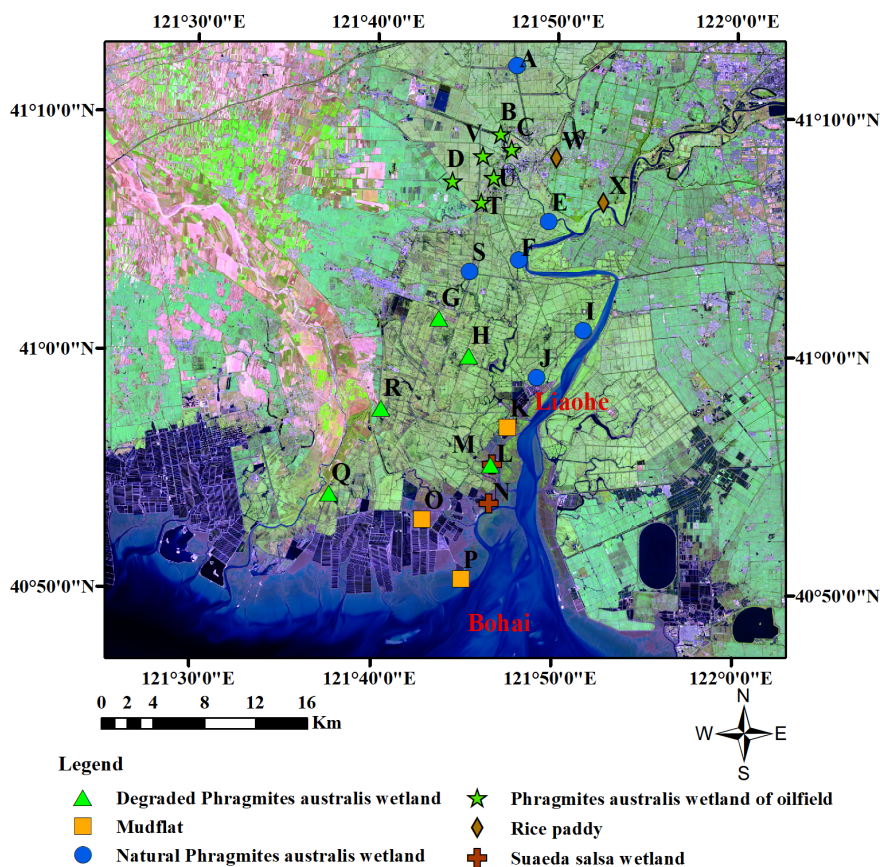 121°30'0"E 121°40'0"E 121°50'0"E 122°0'0"E
A
41°10'0"N 41°10'0"N
B
C
V W
D U X
T E
S F
G I
H
41°0'0"N 41°0'0"N
J
R
K Liaohe
M L
Q N
O
P
40°50'0"N 40°50'0"N
Bohai
121°30'0"E 121°40'0"E 121°50'0"E 122°0'0"E
0 2 4 8 12 16
Km
N
W E
S
Legend
Degraded Phragmites australis wetland
Mudflat
Natural Phragmites australis wetland
Phragmites australis wetland of oilfield
Rice paddy
Suaeda salsa wetland